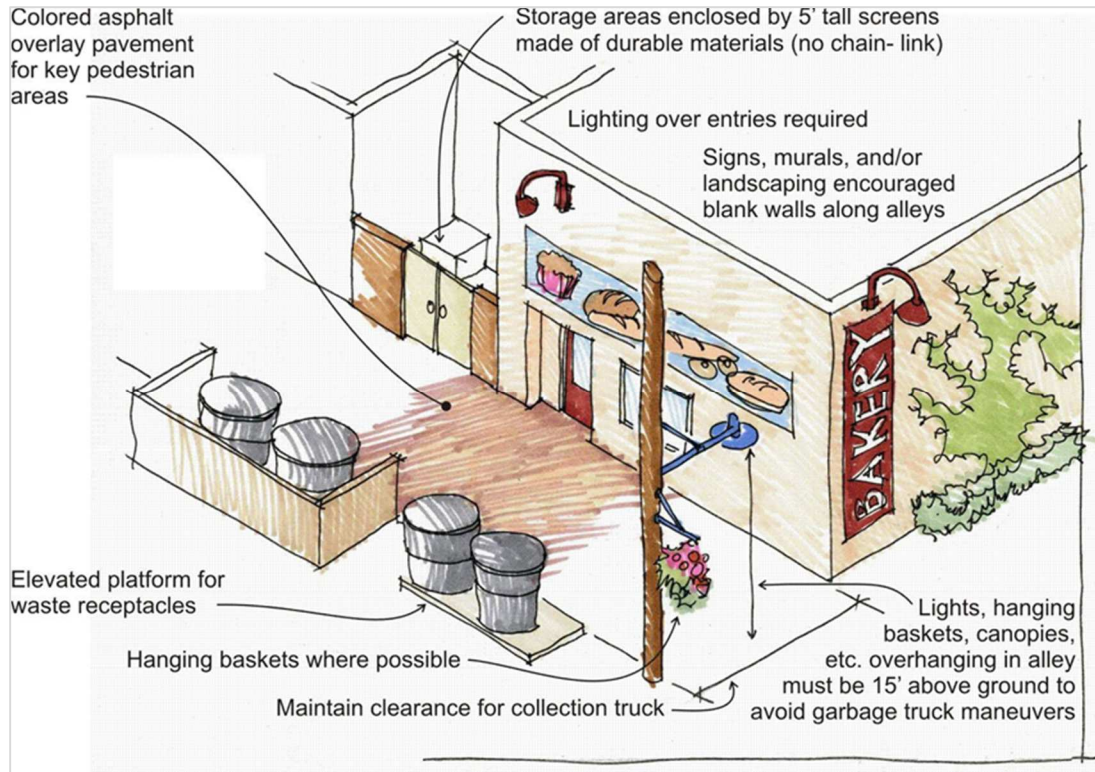 Colored asphalt
overlay pavement
for key pedestrian
areas
Storage areas enclosed by 5’ tall screens
made of durable materials (no chain- link)
Lighting over entries required
Signs, murals, and/or
landscaping encouraged
blank walls along alleys
BAKERY
Elevated platform for
waste receptacles
Hanging baskets where possible
Maintain clearance for collection truck
Lights, hanging
baskets, canopies,
etc. overhanging in alley
must be 15’ above ground to
avoid garbage truck maneuvers